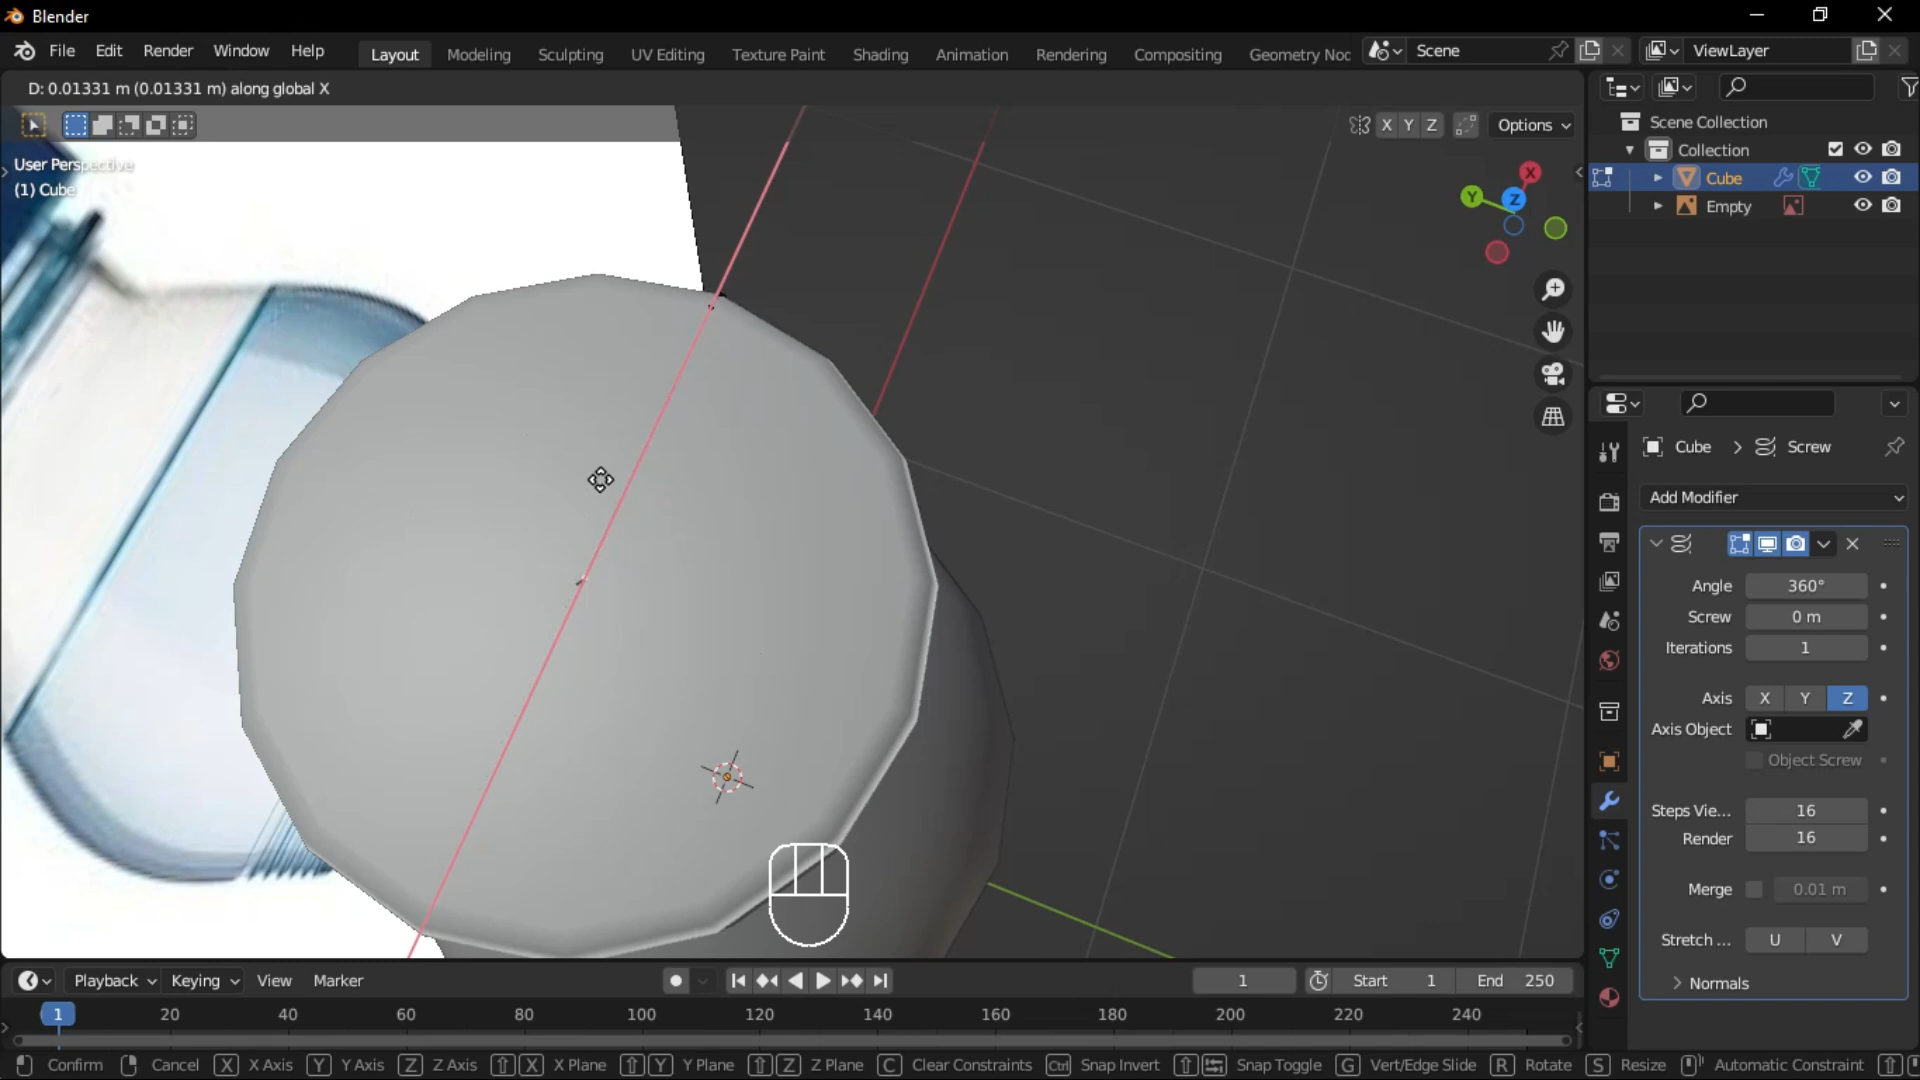 Blender
File Edit Render Window Help Layout Modeling Sculpting UV Editing Texture Paint Shading Animation Rendering Compositing Geometry Noc Scene ViewLayer
D: 0.01331 m (0.01331 m) along global X
X Y Z Options
User Perspective
(1) Cube
Scene Collection
Collection
Cube
Empty
X
Y Z
Cube > Screw
Add Modifier
Angle 360°
Screw 0 m
Iterations 1
Axis X Y Z
Axis Object
Object Screw
Steps Vie... 16
Render 16
Merge 0.01 m
Stretch ... U V
Normals
Playback Keying View Marker 1 Start 1 End 250
1 20 40 60 80 100 120 140 160 180 200 220 240
Confirm Cancel X X Axis Y Y Axis Z Z Axis X X Plane Y Y Plane Z Z Plane C Clear Constraints Ctrl Snap Invert Snap Toggle G Vert/Edge Slide R Rotate S Resize Automatic Constraint